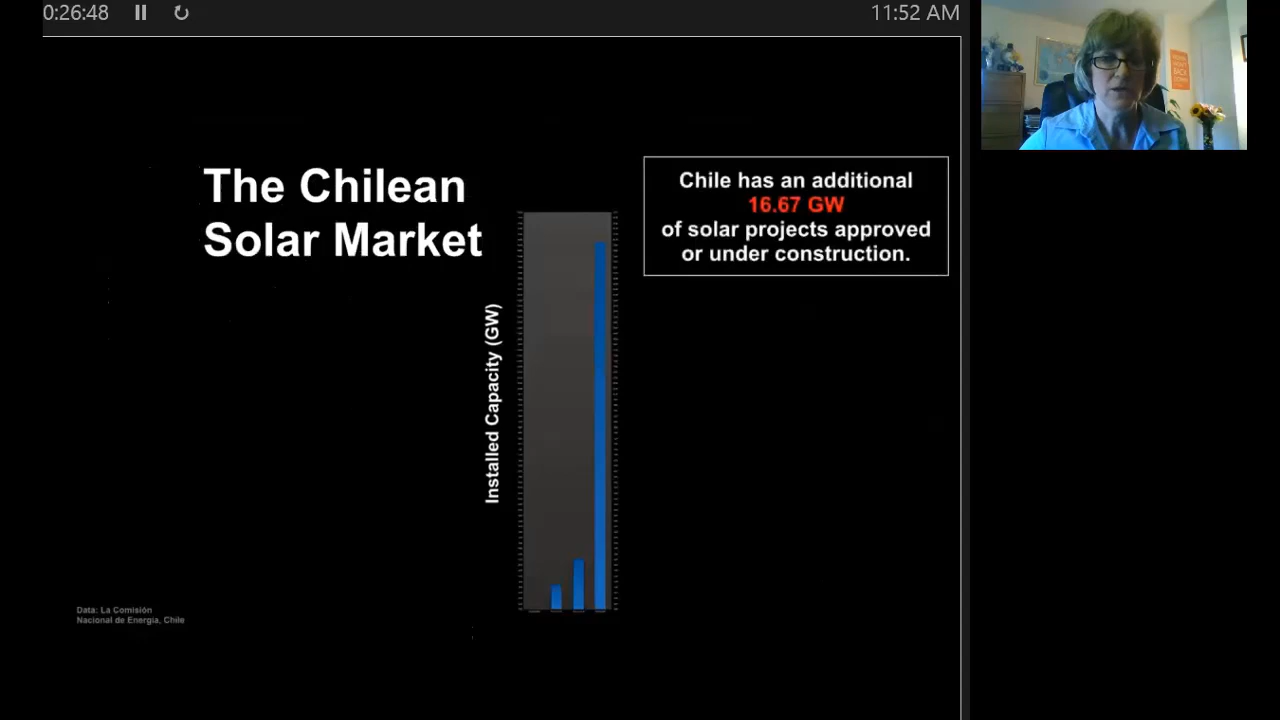 0:26:48
11:52 AM
The Chilean
Solar Market
Chile has an additional
16.67 GW
of solar projects approved
or under construction.
Installed Capacity (GW)
Data: La Comisión
Nacional de Energía, Chile